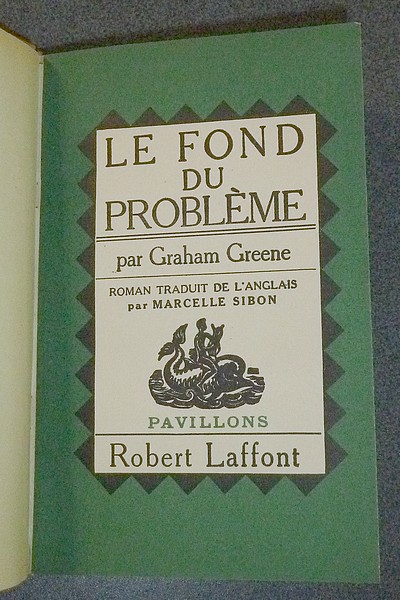 LE FOND
DU
PROBLÈME
par Graham Greene
ROMAN TRADUIT DE L'ANGLAIS
par MARCELLE SIBON
PAVILLONS
Robert Laffont